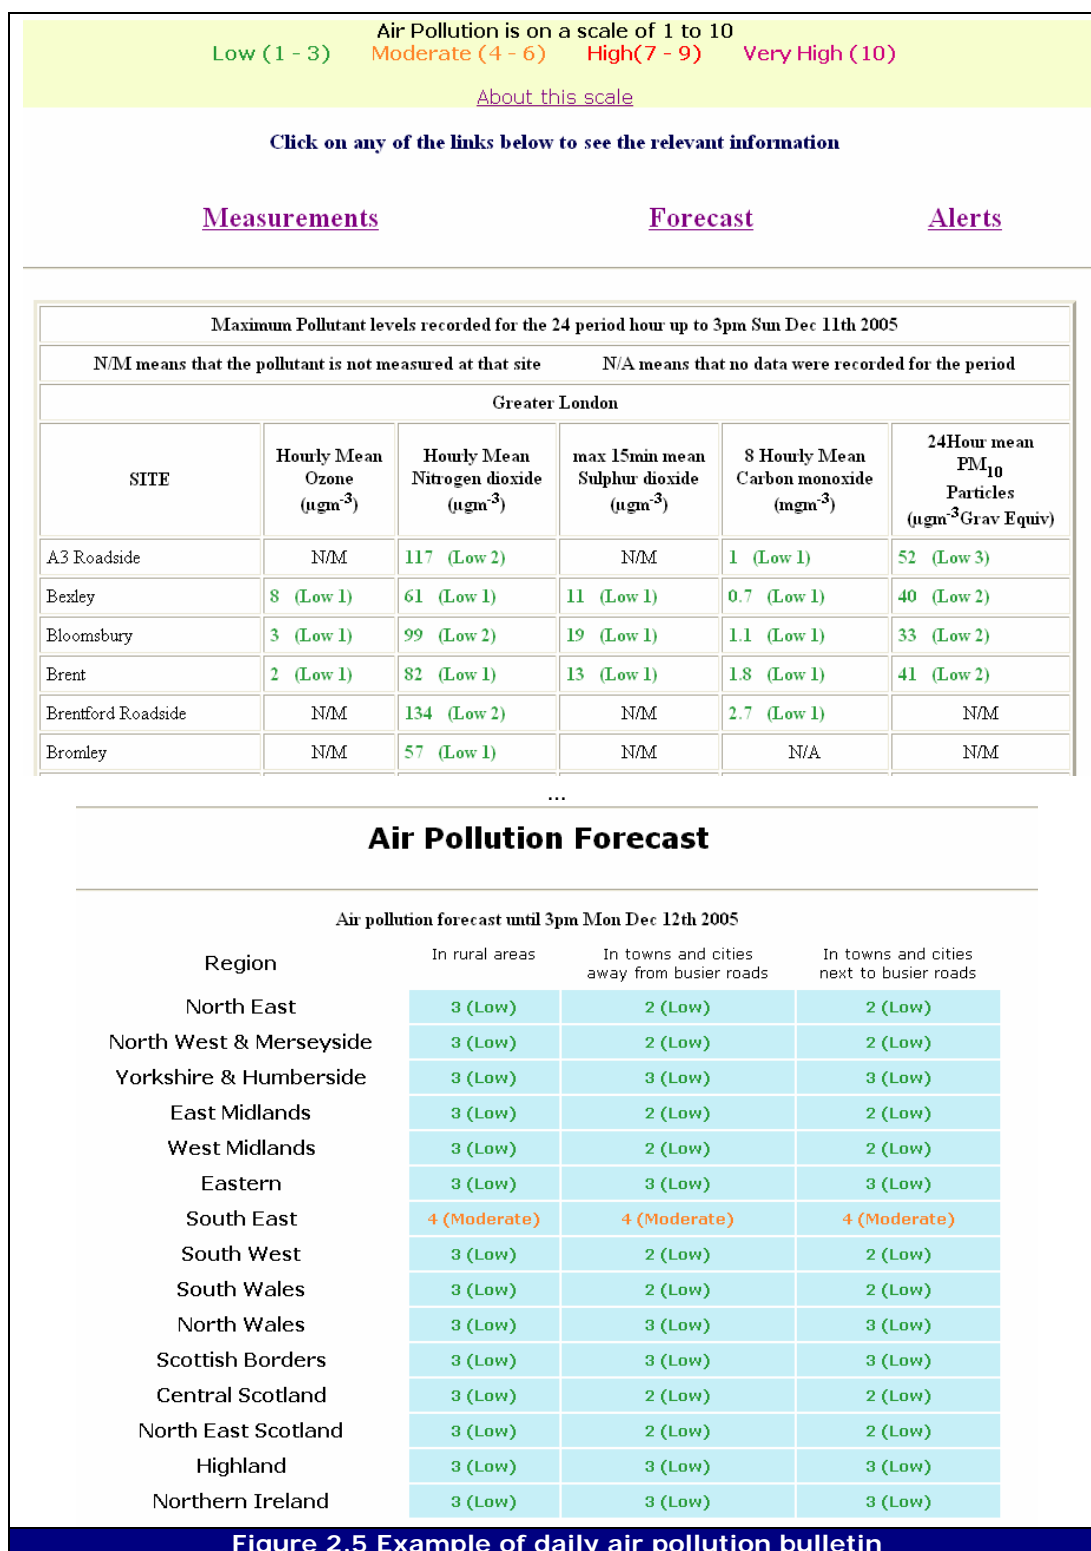 Air Pollution is on a scale of 1 to 10
Low (1 - 3) Moderate (4 - 6) High(7 - 9) Very High (10)
About this scale
Click on any of the links below to see the relevant information
Measurements Forecast Alerts
Maximum Pollutant levels recorded for the 24 period hour up to 3pm Sun Dec 11th 2005
N/M means that the pollutant is not measured at that site N/A means that no data were recorded for the period
Greater London
SITE Hourly Mean Ozone (µgm-3) Hourly Mean Nitrogen dioxide (µgm-3) max 15min mean Sulphur dioxide (µgm-3) 8 Hourly Mean Carbon monoxide (mgm-3) 24Hour mean PM10 Particles (µgm-3Grav Equiv)
A3 Roadside N/M 117 (Low 2) N/M 1 (Low 1) 52 (Low 3)
Bexley 8 (Low 1) 61 (Low 1) 11 (Low 1) 0.7 (Low 1) 40 (Low 2)
Bloomsbury 3 (Low 1) 99 (Low 2) 19 (Low 1) 1.1 (Low 1) 33 (Low 2)
Brent 2 (Low 1) 82 (Low 1) 13 (Low 1) 1.8 (Low 1) 41 (Low 2)
Brentford Roadside N/M 134 (Low 2) N/M 2.7 (Low 1) N/M
Bromley N/M 57 (Low 1) N/M N/A N/M
...
Air Pollution Forecast
Air pollution forecast until 3pm Mon Dec 12th 2005
Region In rural areas In towns and cities away from busier roads In towns and cities next to busier roads
North East 3 (Low) 2 (Low) 2 (Low)
North West & Merseyside 3 (Low) 2 (Low) 2 (Low)
Yorkshire & Humberside 3 (Low) 3 (Low) 3 (Low)
East Midlands 3 (Low) 2 (Low) 2 (Low)
West Midlands 3 (Low) 2 (Low) 2 (Low)
Eastern 3 (Low) 3 (Low) 3 (Low)
South East 4 (Moderate) 4 (Moderate) 4 (Moderate)
South West 3 (Low) 2 (Low) 2 (Low)
South Wales 3 (Low) 2 (Low) 2 (Low)
North Wales 3 (Low) 3 (Low) 3 (Low)
Scottish Borders 3 (Low) 3 (Low) 3 (Low)
Central Scotland 3 (Low) 2 (Low) 2 (Low)
North East Scotland 3 (Low) 2 (Low) 2 (Low)
Highland 3 (Low) 3 (Low) 3 (Low)
Northern Ireland 3 (Low) 3 (Low) 3 (Low)
Figure 2.5 Example of daily air pollution bulletin